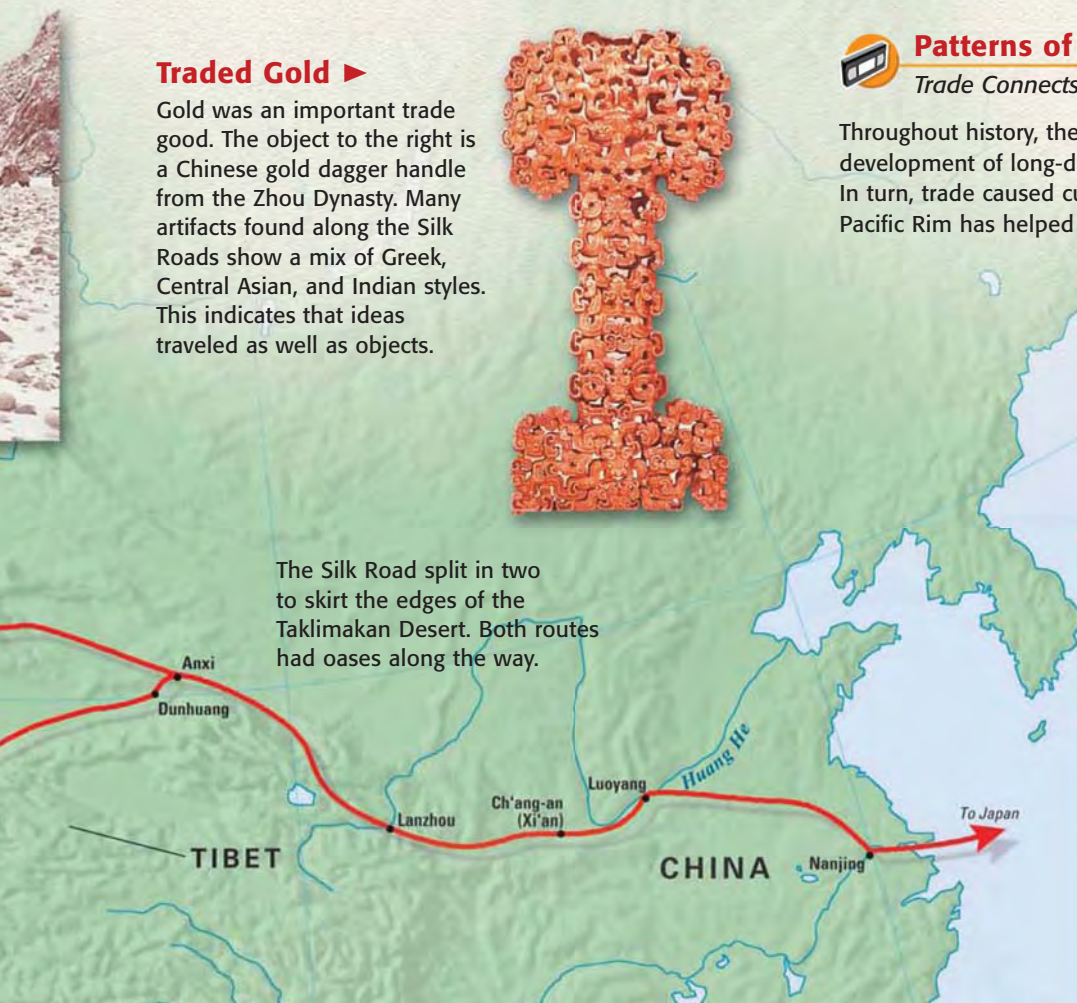 Traded Gold ►
Gold was an important trade
good. The object to the right is
a Chinese gold dagger handle
from the Zhou Dynasty. Many
artifacts found along the Silk
Roads show a mix of Greek,
Central Asian, and Indian styles.
This indicates that ideas
traveled as well as objects.
Patterns of
Trade Connects
Throughout history, the
development of long-d
In turn, trade caused cu
Pacific Rim has helped
The Silk Road split in two
to skirt the edges of the
Taklimakan Desert. Both routes
had oases along the way.
Anxi
Dunhuang
Huang He
Luoyang
Ch'ang-an
(Xi'an)
Lanzhou
To Japan
TIBET
CHINA
Nanjing